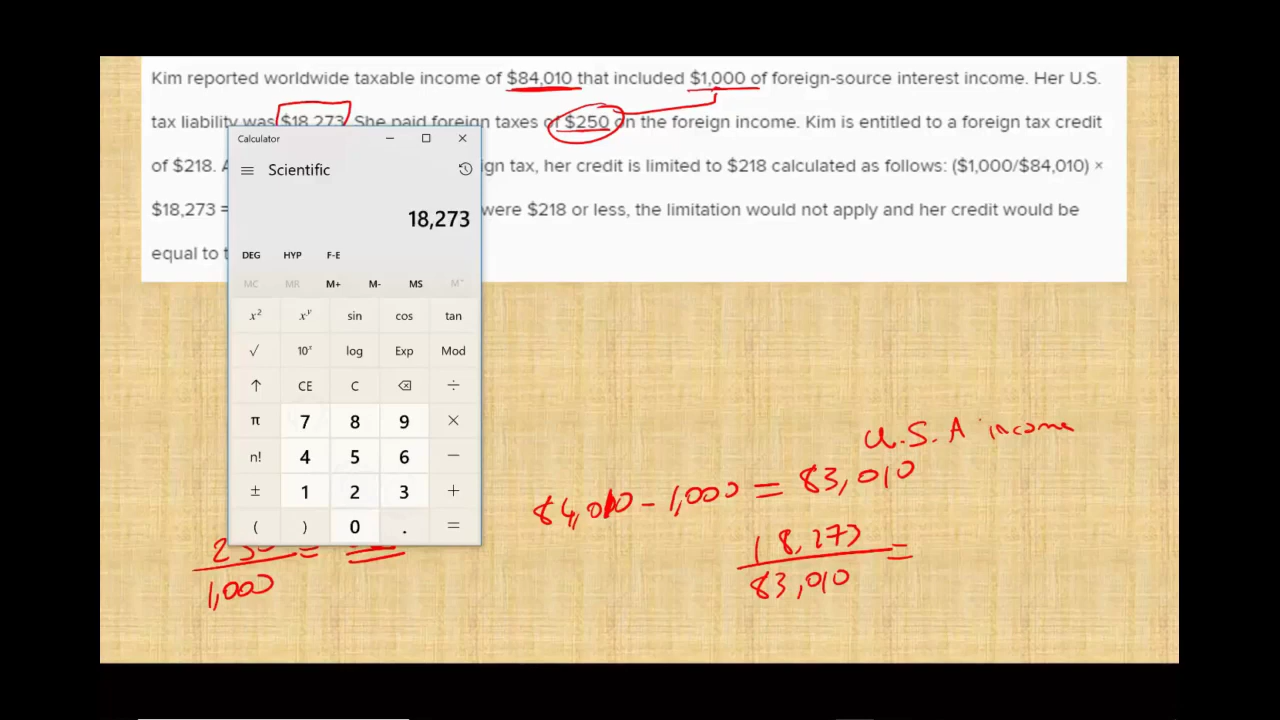 Kim reported worldwide taxable income of $84,010 that included $1,000 of foreign-source interest income. Her U.S.
tax liability was $18,273. She paid foreign taxes of $250 on the foreign income. Kim is entitled to a foreign tax credit
of $218. ign tax, her credit is limited to $218 calculated as follows: ($1,000/$84,010) ×
$18,273 = were $218 or less, the limitation would not apply and her credit would be
equal to
Calculator
Scientific
18,273
DEG HYP F-E
MC MR M+ M- MS M˅
x² xʸ sin cos tan
√ 10ˣ log Exp Mod
↑ CE C ⌫ ÷
π 7 8 9 ×
n! 4 5 6 −
± 1 2 3 +
( ) 0 . =
U.S.A income
84,010 - 1,000 = 83,010
18,273 =
83,010
250 =
1,000